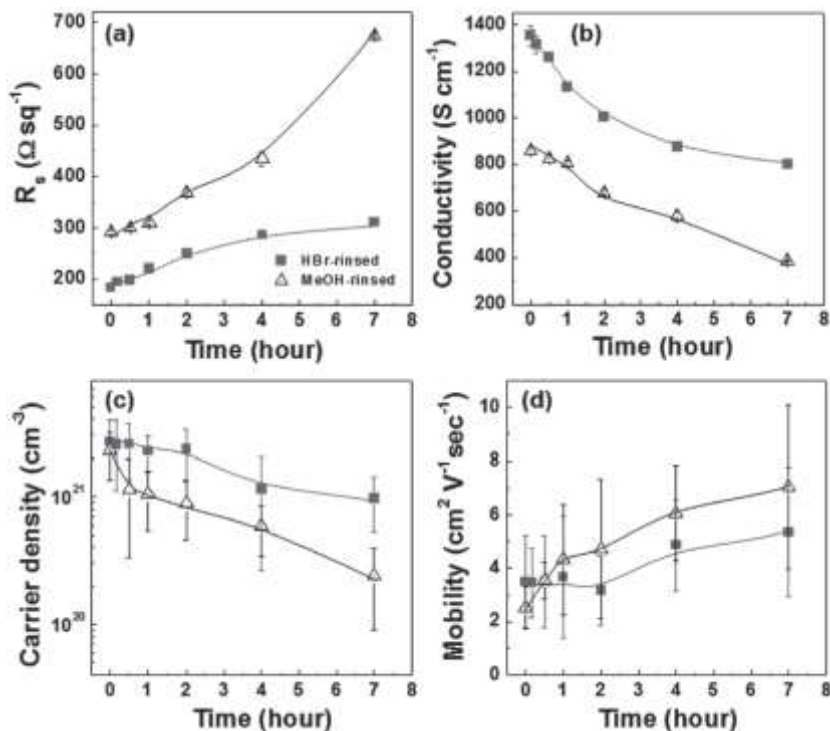 (a)
700
600
500
400
300
200
Rs (Ω sq⁻¹)
HBr-rinsed
MeOH-rinsed
0 1 2 3 4 5 6 7 8
Time (hour)
(b)
1400
1200
1000
800
600
400
200
Conductivity (S cm⁻¹)
0 1 2 3 4 5 6 7 8
Time (hour)
(c)
10²¹
10²⁰
Carrier density (cm⁻³)
0 1 2 3 4 5 6 7 8
Time (hour)
(d)
10
8
6
4
2
0
Mobility (cm² V⁻¹ sec⁻¹)
0 1 2 3 4 5 6 7 8
Time (hour)